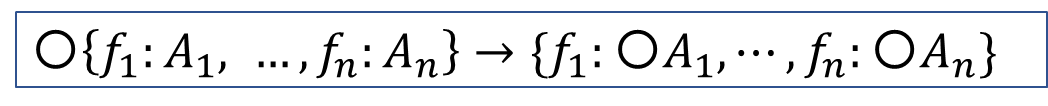 ○{f₁: A₁, …, fₙ: Aₙ} → {f₁: ○A₁, ⋯, fₙ: ○Aₙ}